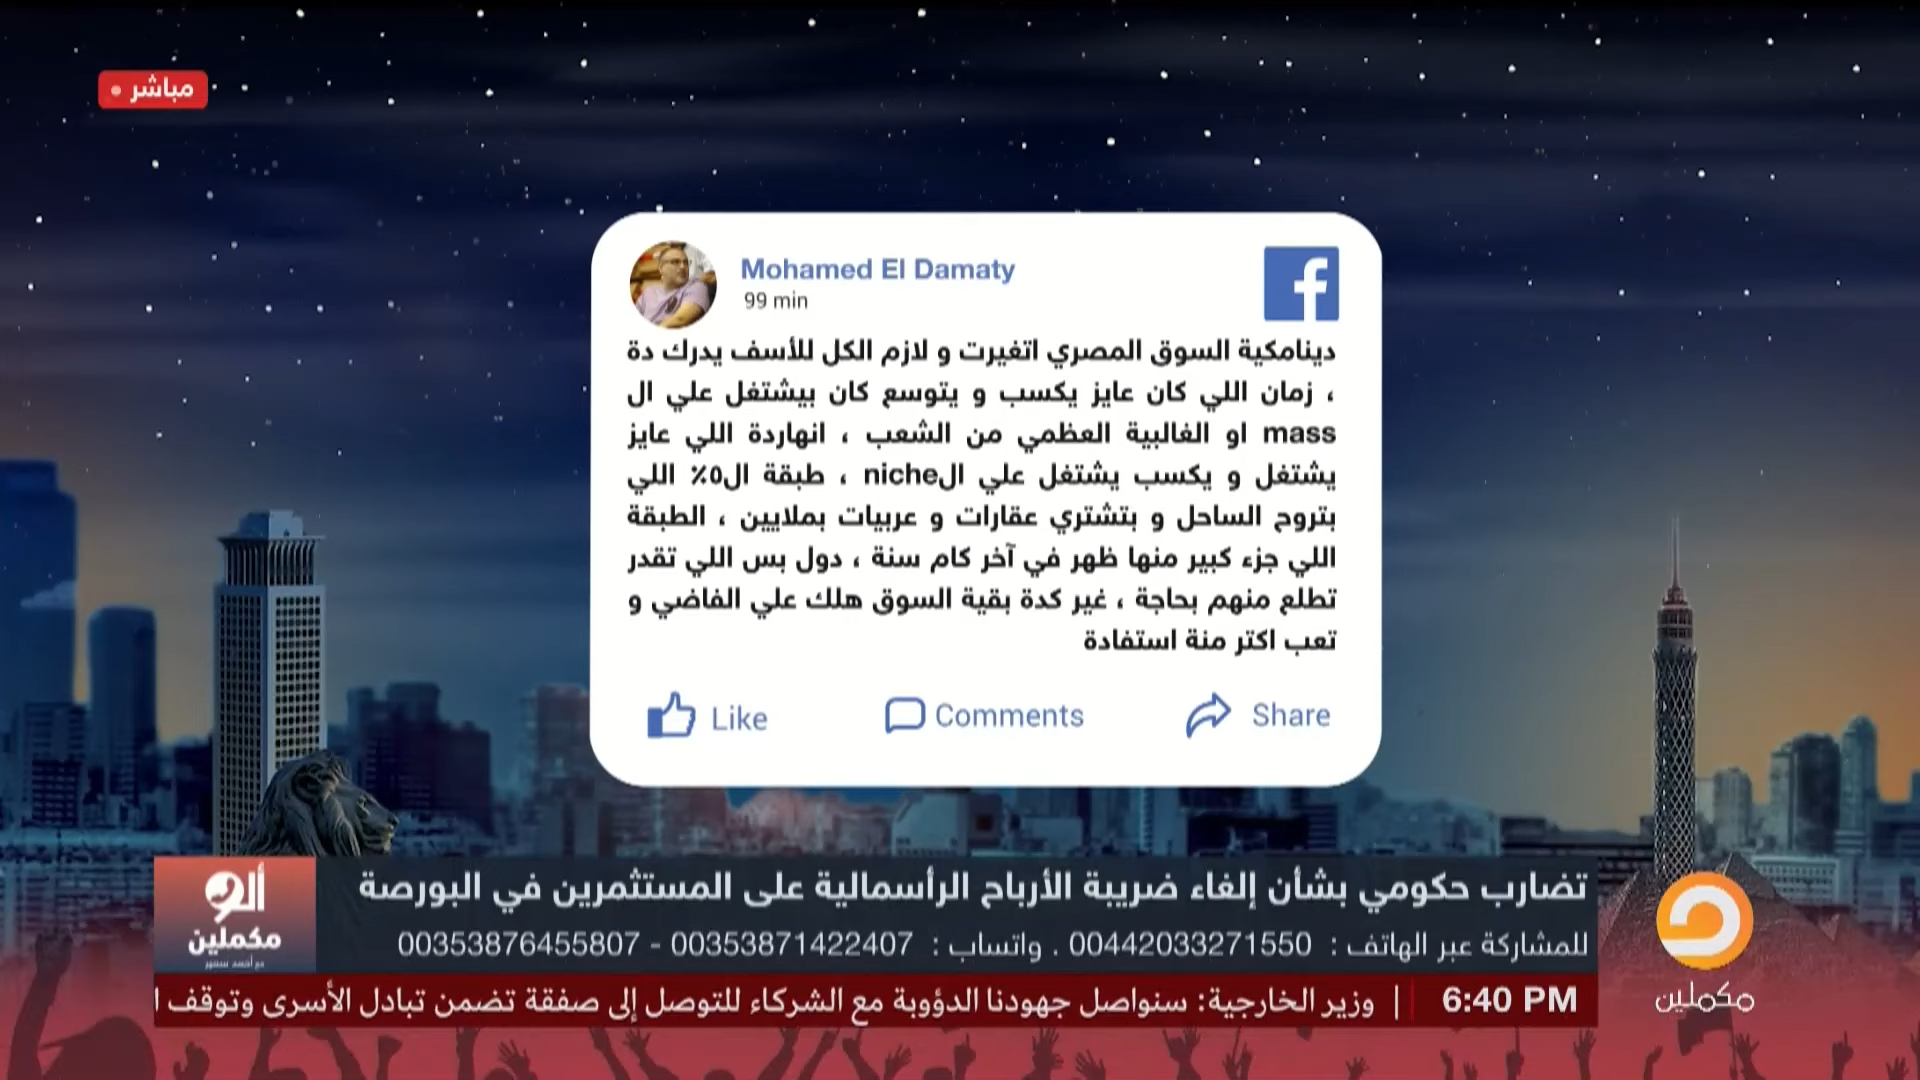 مباشر
Mohamed El Damaty
99 min
دينامكية السوق المصري اتغيرت و لازم الكل للأسف يدرك دة
، زمان اللي كان عايز يكسب و يتوسع كان بيشتغل علي ال
mass او الغالبية العظمي من الشعب ، انهاردة اللي عايز
يشتغل و يكسب يشتغل علي الniche ، طبقة ال٥٪ اللي
بتروح الساحل و بتشتري عقارات و عربيات بملايين ، الطبقة
اللي جزء كبير منها ظهر في آخر كام سنة ، دول بس اللي تقدر
تطلع منهم بحاجة ، غير كدة بقية السوق هلك علي الفاضي و
تعب اكتر منة استفادة
Like
Comments
Share
تضارب حكومي بشأن إلغاء ضريبة الأرباح الرأسمالية على المستثمرين في البورصة
للمشاركة عبر الهاتف : 00442033271550 . واتساب : 00353871422407 - 00353876455807
ألو
مكملين
6:40 PM
| وزير الخارجية: سنواصل جهودنا الدؤوبة مع الشركاء للتوصل إلى صفقة تضمن تبادل الأسرى وتوقف ا
مكملين